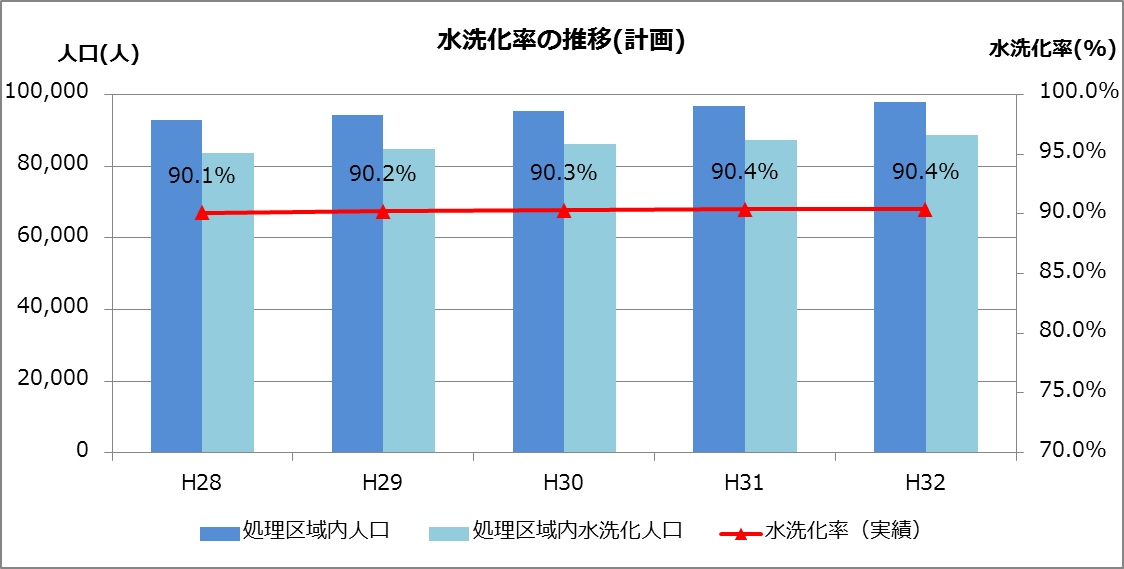 水洗化率の推移(計画)
人口(人)
水洗化率(%)
100,000
80,000
60,000
40,000
20,000
0
100.0%
95.0%
90.0%
85.0%
80.0%
75.0%
70.0%
90.1%
90.2%
90.3%
90.4%
90.4%
H28
H29
H30
H31
H32
処理区域内人口
処理区域内水洗化人口
水洗化率（実績）